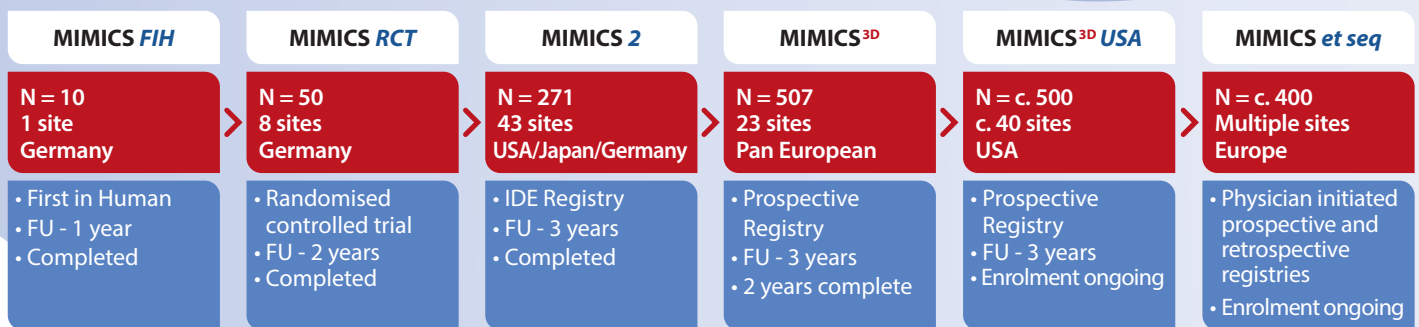 MIMICS FIH
N = 10
1 site
Germany
• First in Human
• FU - 1 year
• Completed
MIMICS RCT
N = 50
8 sites
Germany
• Randomised
controlled trial
• FU - 2 years
• Completed
MIMICS 2
N = 271
43 sites
USA/Japan/Germany
• IDE Registry
• FU - 3 years
• Completed
MIMICS3D
N = 507
23 sites
Pan European
• Prospective
Registry
• FU - 3 years
• 2 years complete
MIMICS3D USA
N = c. 500
c. 40 sites
USA
• Prospective
Registry
• FU - 3 years
• Enrolment ongoing
MIMICS et seq
N = c. 400
Multiple sites
Europe
• Physician initiated
prospective and
retrospective
registries
• Enrolment ongoing